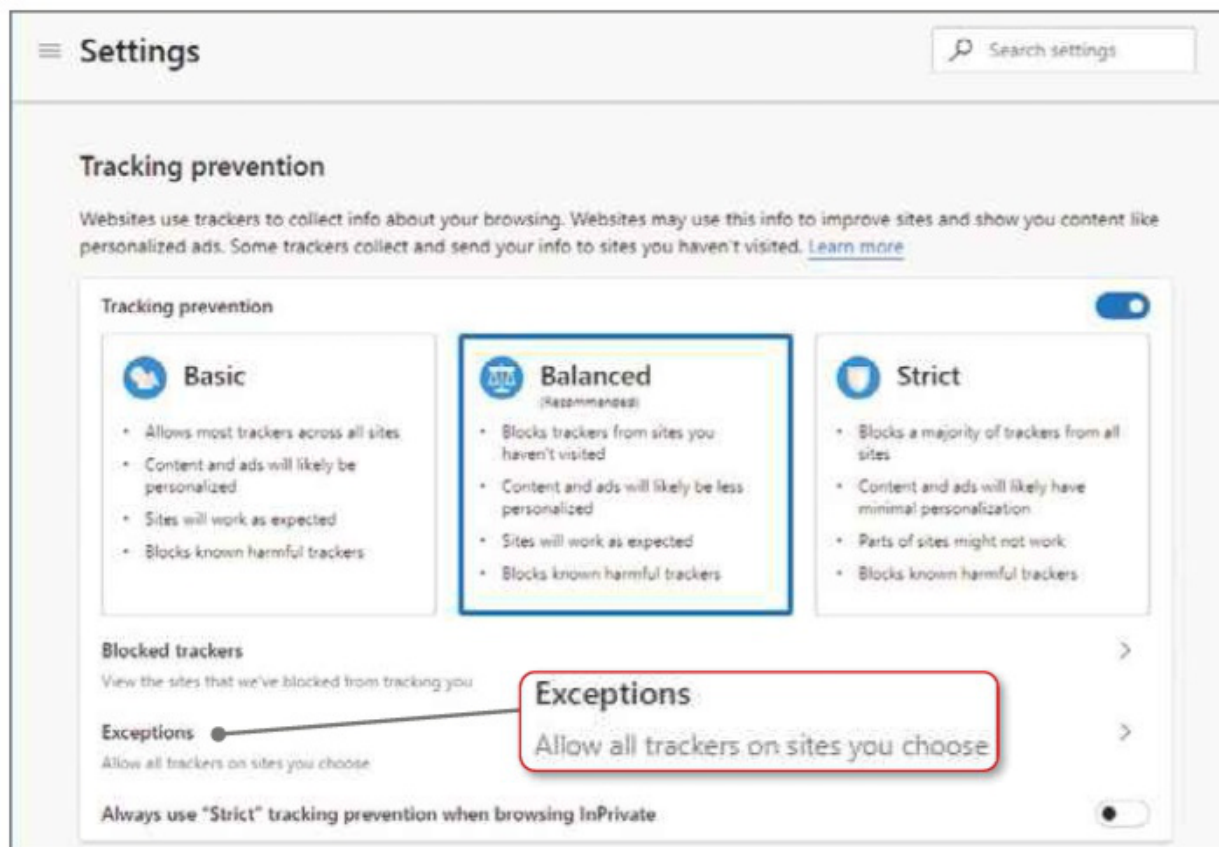 Settings
Search settings
Tracking prevention
Websites use trackers to collect info about your browsing. Websites may use this info to improve sites and show you content like
personalized ads. Some trackers collect and send your info to sites you haven't visited. Learn more
Tracking prevention
Basic
• Allows most trackers across all sites
• Content and ads will likely be
personalized
• Sites will work as expected
• Blocks known harmful trackers
Balanced
(Recommended)
• Blocks trackers from sites you
haven't visited
• Content and ads will likely be less
personalized
• Sites will work as expected
• Blocks known harmful trackers
Strict
• Blocks a majority of trackers from all
sites
• Content and ads will likely have
minimal personalization
• Parts of sites might not work
• Blocks known harmful trackers
Blocked trackers
View the sites that we've blocked from tracking you
Exceptions
Allow all trackers on sites you choose
Exceptions
Allow all trackers on sites you choose
Always use "Strict" tracking prevention when browsing InPrivate